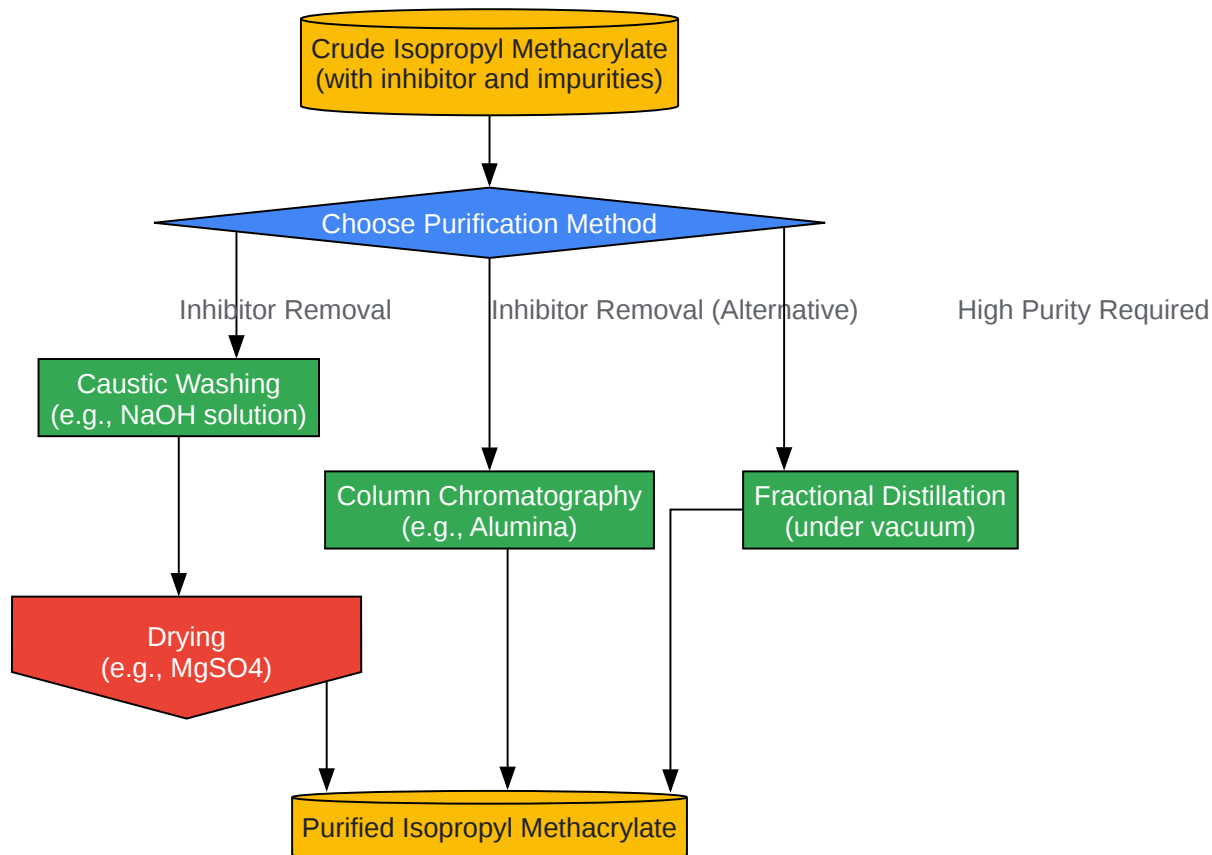 Crude Isopropyl Methacrylate
(with inhibitor and impurities)
Choose Purification Method
Inhibitor Removal
Inhibitor Removal (Alternative)
High Purity Required
Caustic Washing
(e.g., NaOH solution)
Column Chromatography
(e.g., Alumina)
Fractional Distillation
(under vacuum)
Drying
(e.g., MgSO4)
Purified Isopropyl Methacrylate